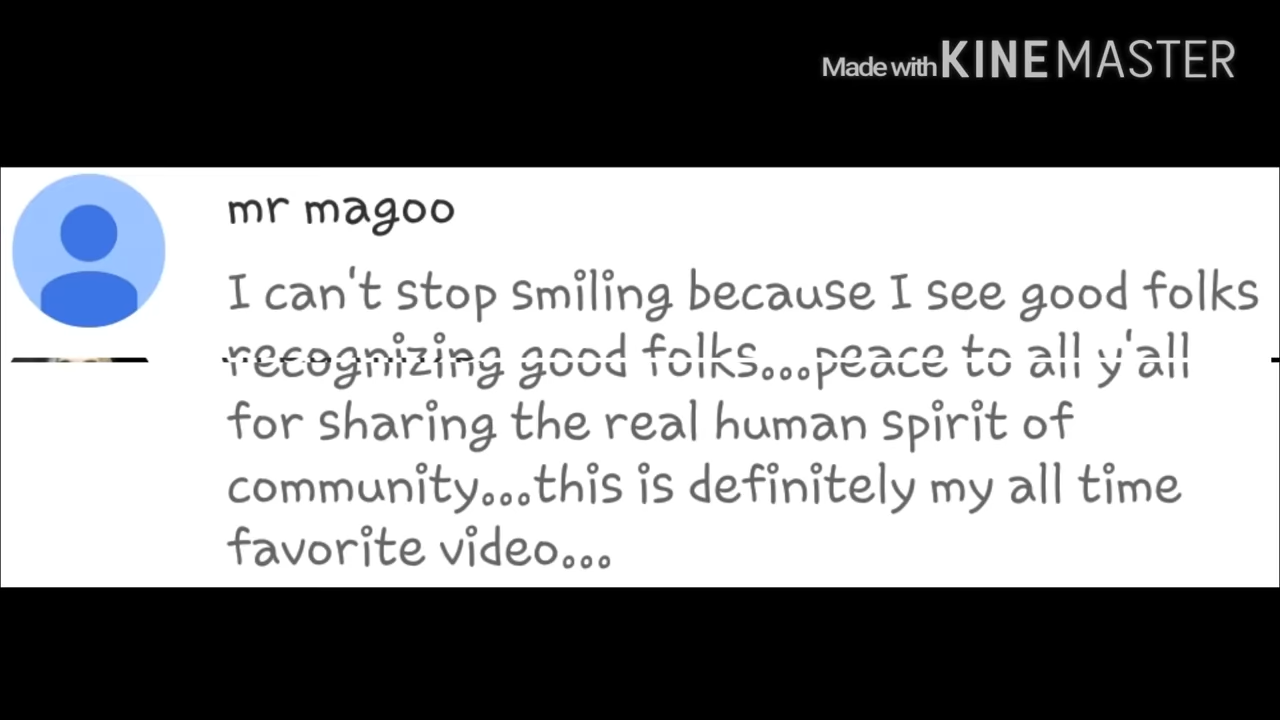 Made with KINEMASTER
mr magoo
I can't stop smiling because I see good folks
recognizing good folks...peace to all y'all
for sharing the real human spirit of
community...this is definitely my all time
favorite video...